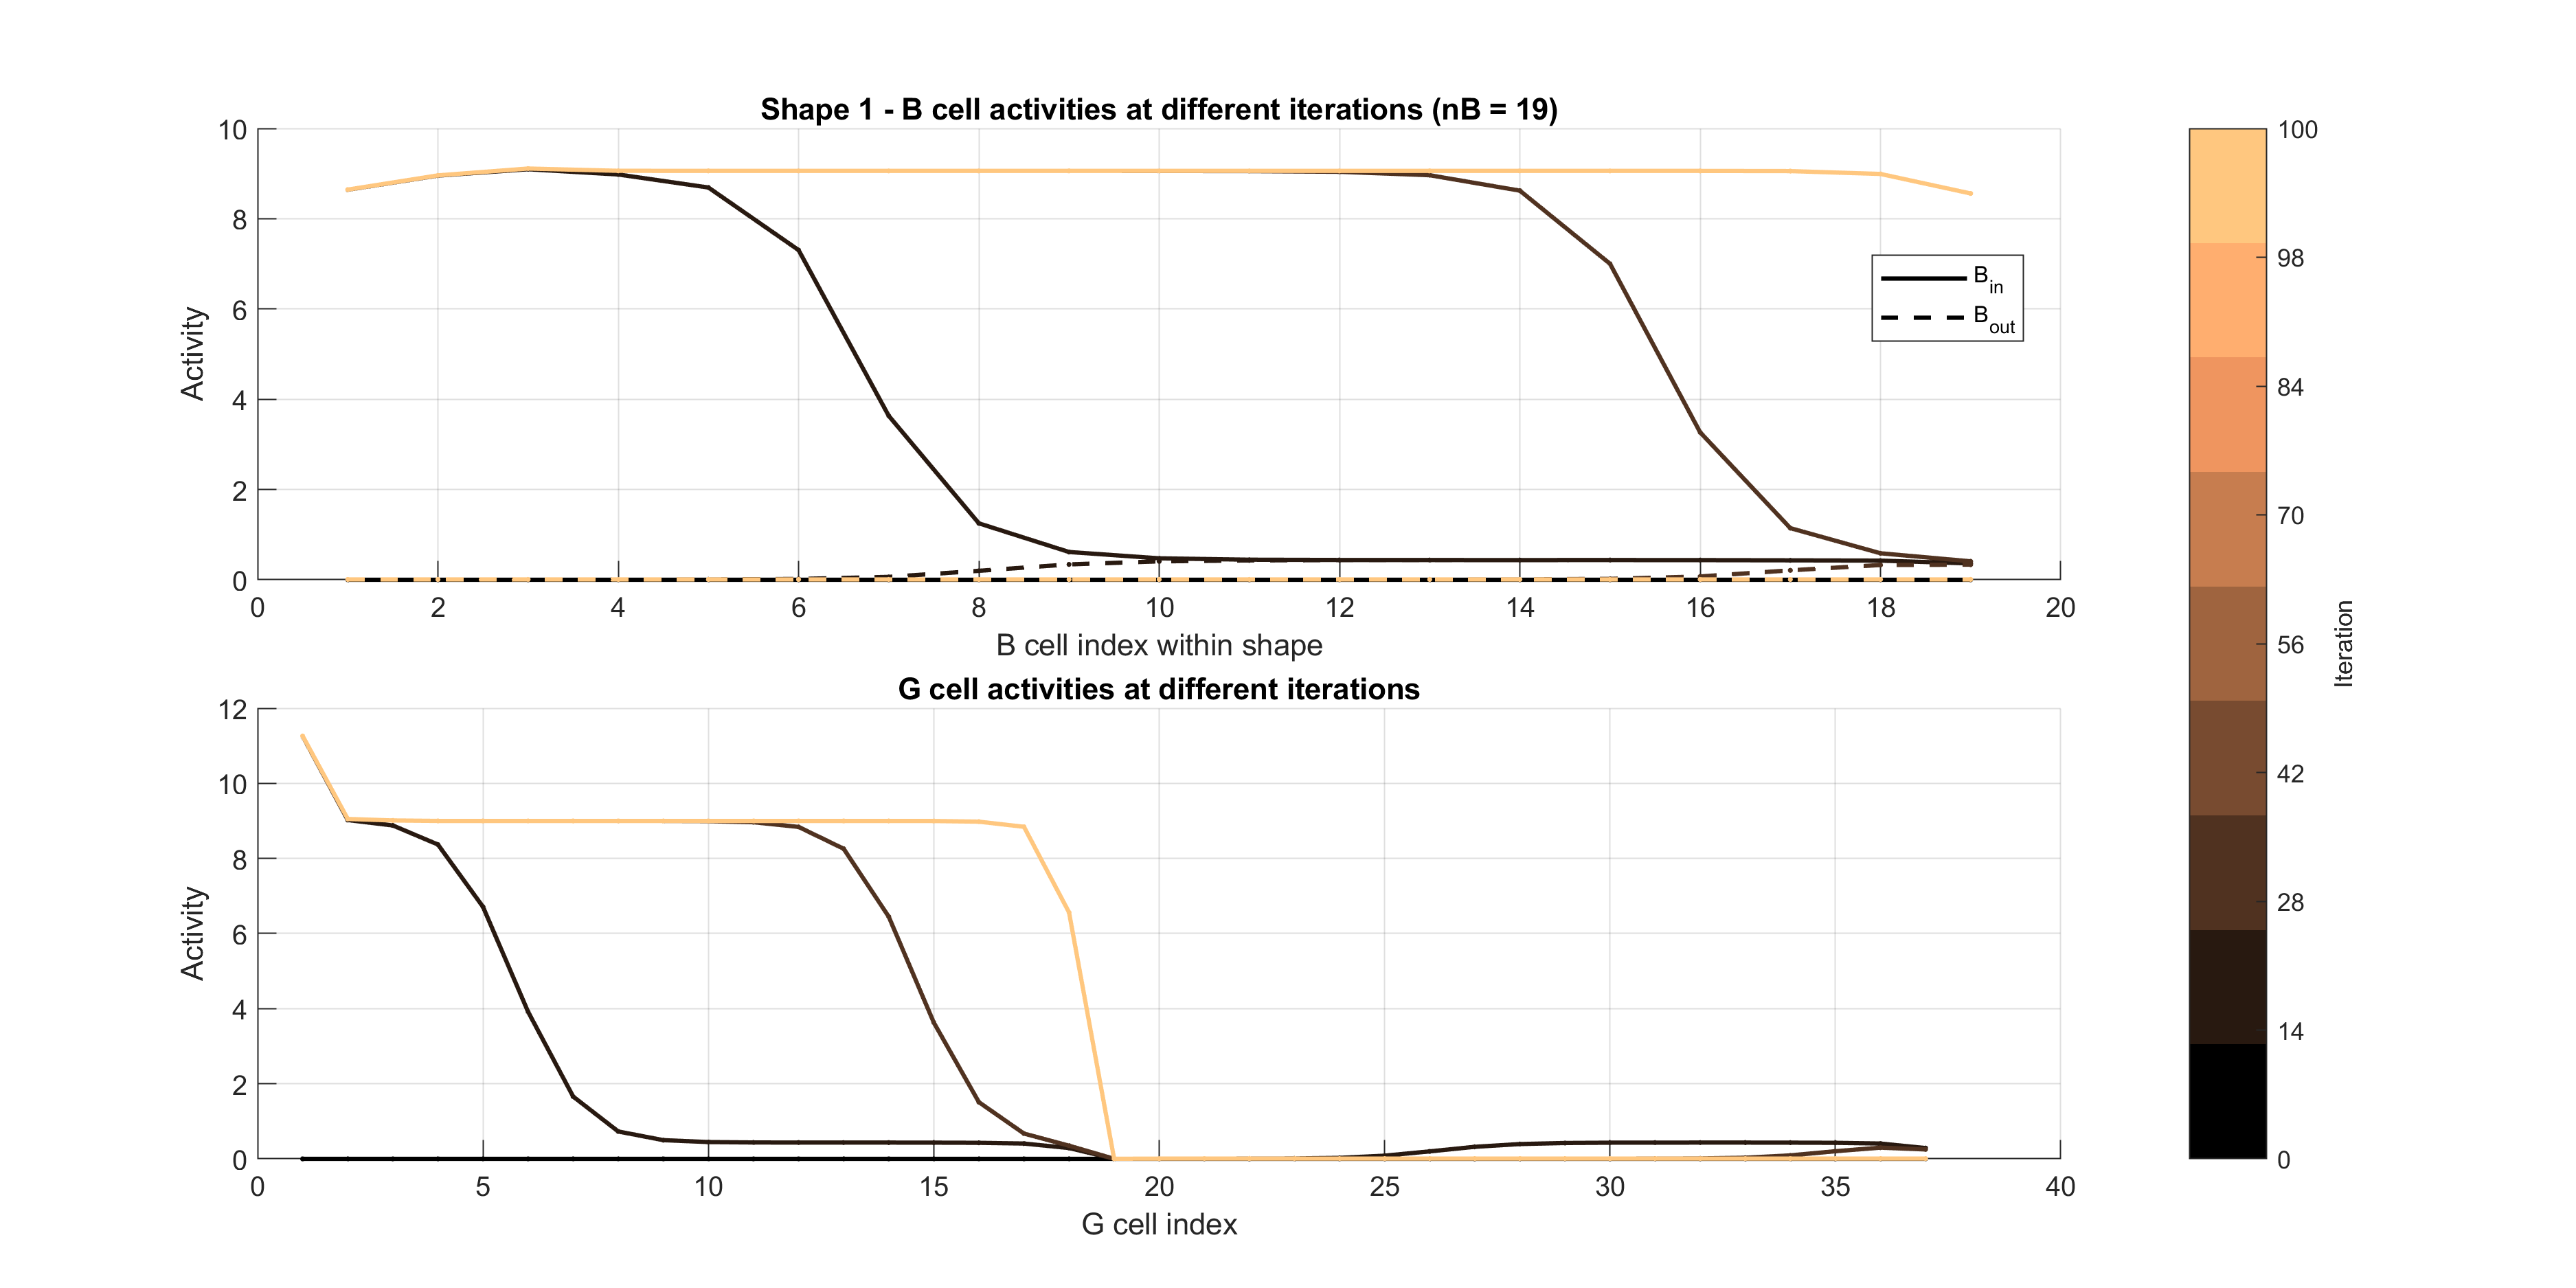 Shape 1 - B cell activities at different iterations (nB = 19)
10
8
6
4
2
0
Activity
B_in
B_out
0 2 4 6 8 10 12 14 16 18 20
B cell index within shape
G cell activities at different iterations
12
10
8
6
4
2
0
Activity
0 5 10 15 20 25 30 35 40
G cell index
100
98
84
70
56
42
28
14
0
Iteration